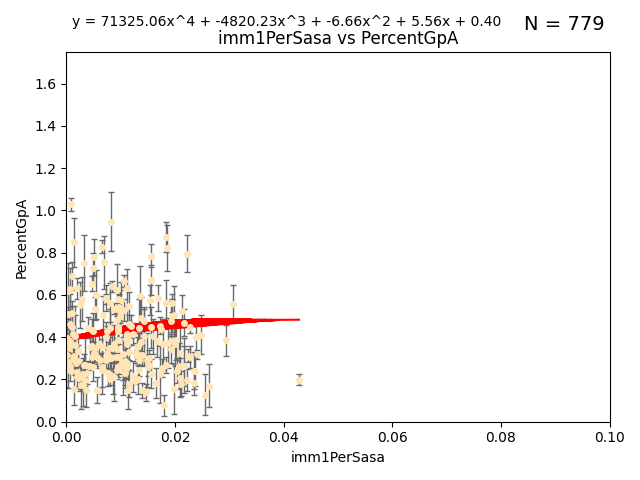 y = 71325.06x^4 + -4820.23x^3 + -6.66x^2 + 5.56x + 0.40
N = 779
imm1PerSasa vs PercentGpA
1.6
1.4
1.2
1.0
0.8
0.6
0.4
0.2
0.0
PercentGpA
0.00 0.02 0.04 0.06 0.08 0.10
imm1PerSasa